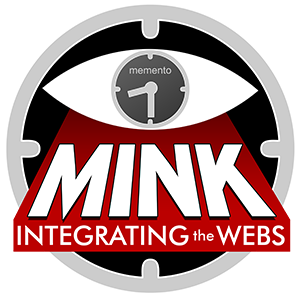 memento
MINK
INTEGRATING the WEBS